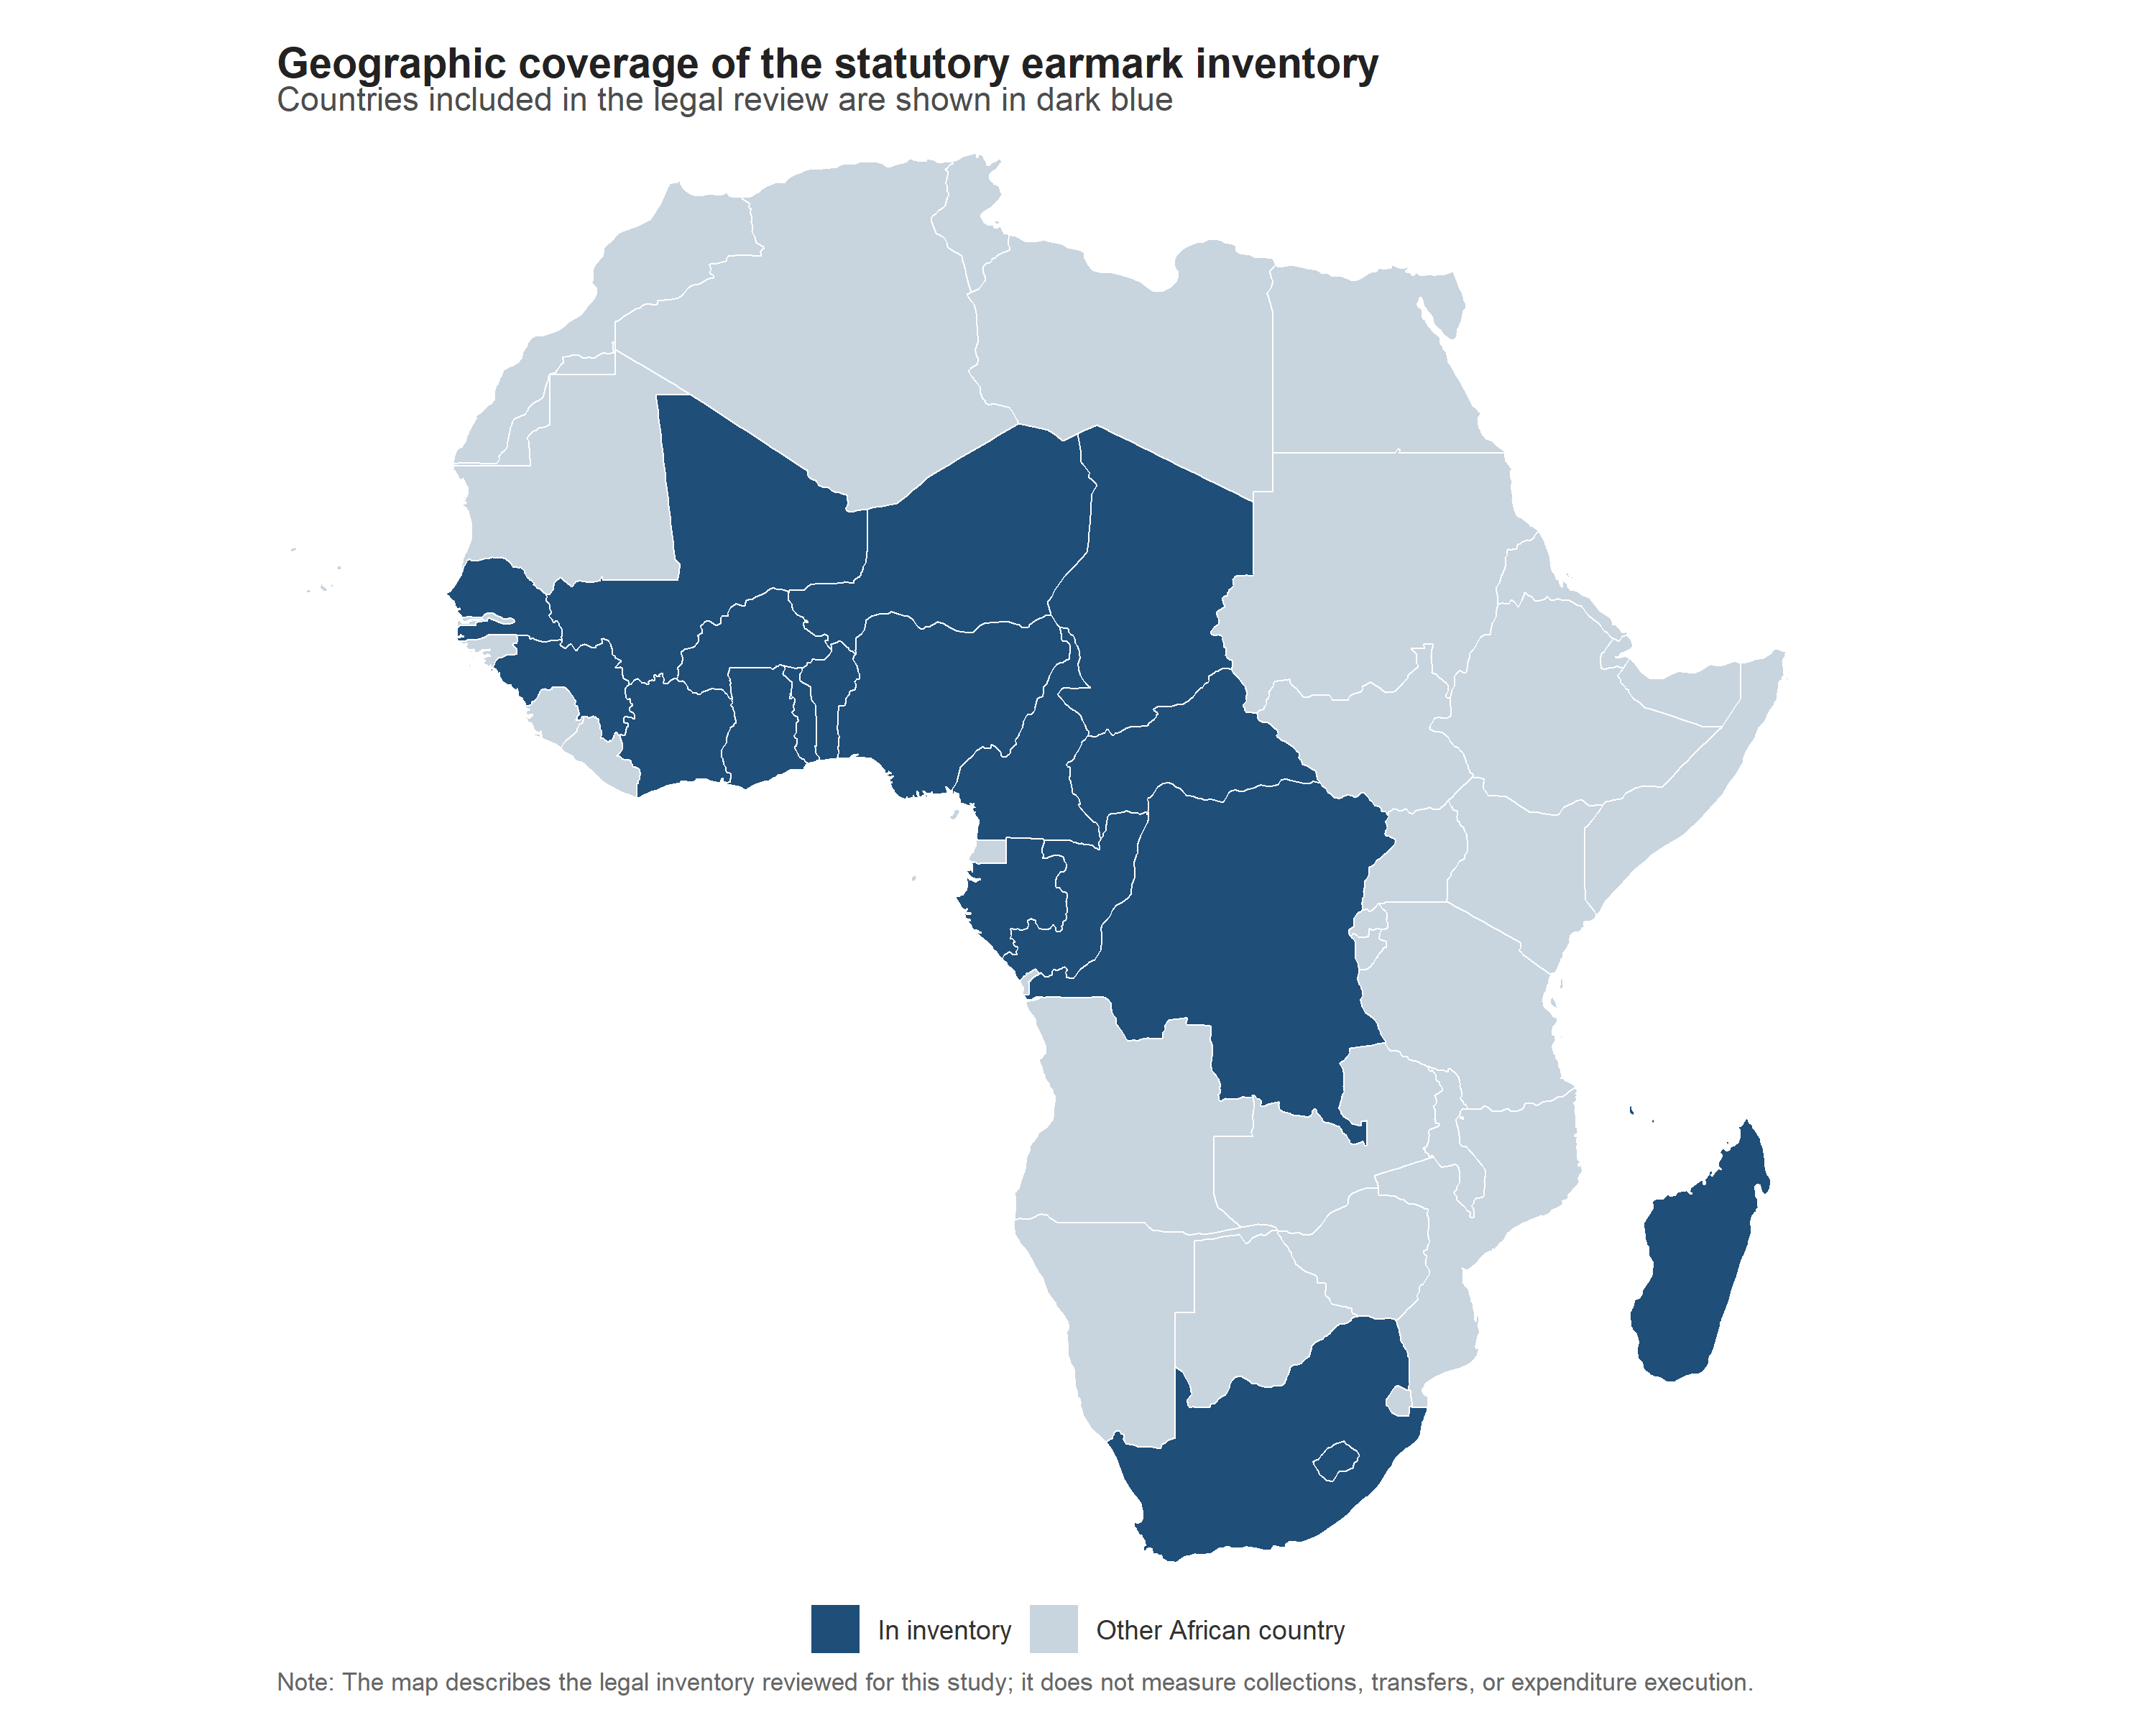 Geographic coverage of the statutory earmark inventory
Countries included in the legal review are shown in dark blue
In inventory
Other African country
Note: The map describes the legal inventory reviewed for this study; it does not measure collections, transfers, or expenditure execution.